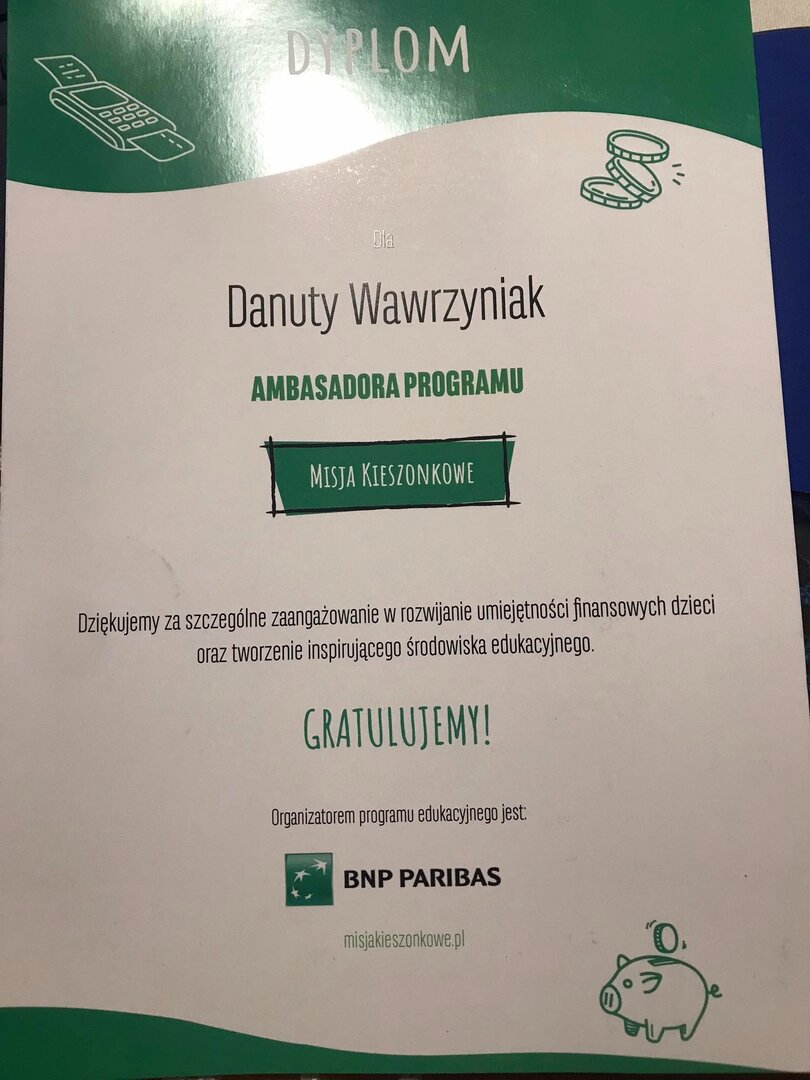 DYPLOM
Dla
Danuty Wawrzyniak
AMBASADORA PROGRAMU
MISJA KIESZONKOWE
Dziękujemy za szczególne zaangażowanie w rozwijanie umiejętności finansowych dzieci
oraz tworzenie inspirującego środowiska edukacyjnego.
GRATULUJEMY!
Organizatorem programu edukacyjnego jest:
BNP PARIBAS
misjakieszonkowe.pl